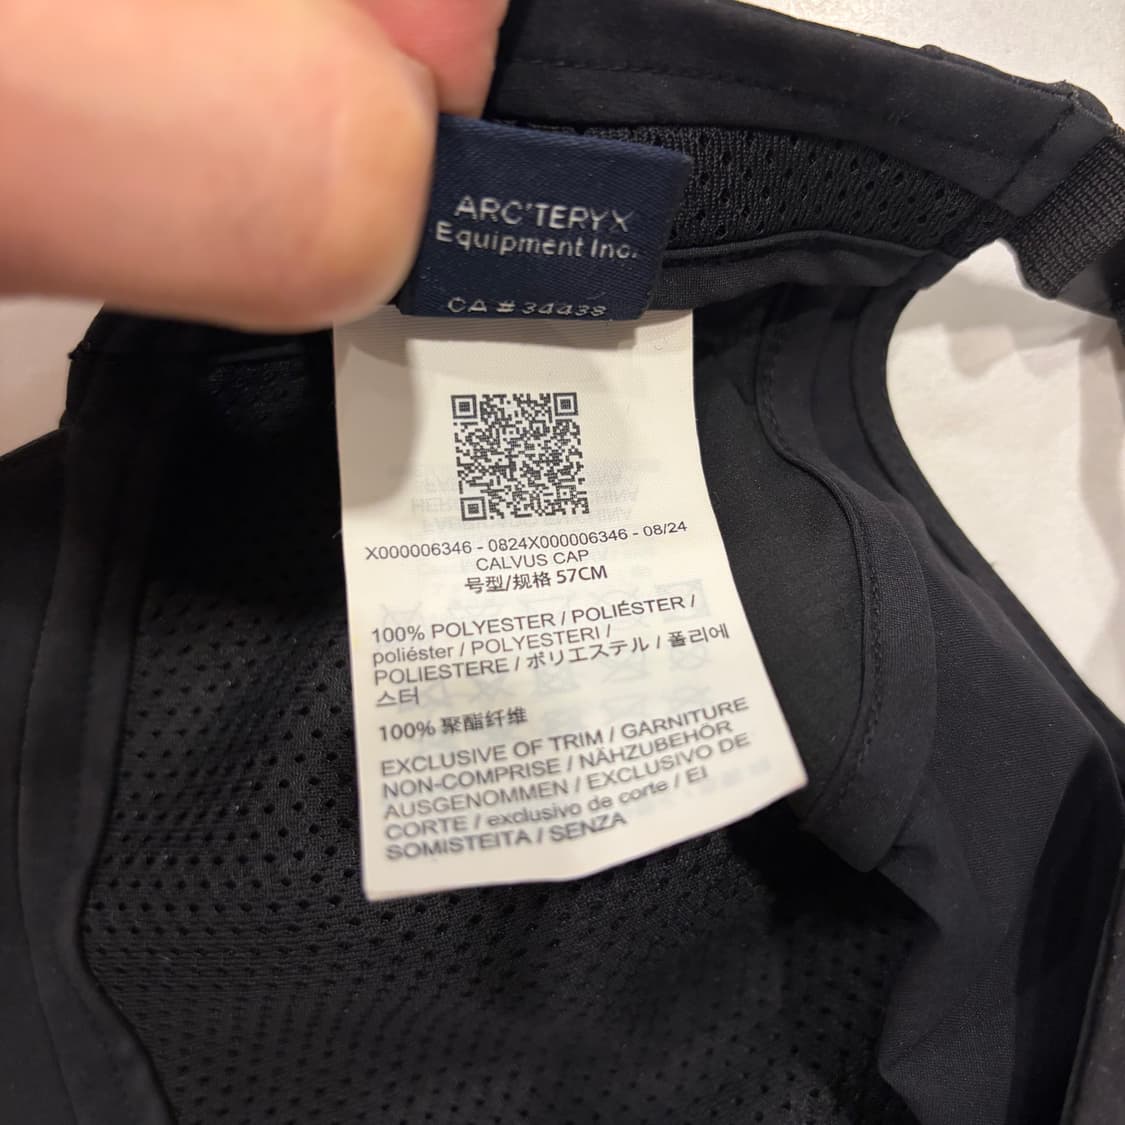 ARC'TERYX
Equipment Inc.
CA # 34438
X000006346 - 0824X000006346 - 08/24
CALVUS CAP
号型/规格 57CM
100% POLYESTER / POLIÉSTER /
poliéster / POLYESTERI /
POLIESTERE / ポリエステル / 폴리에
스터
100% 聚酯纤维
EXCLUSIVE OF TRIM / GARNITURE
NON-COMPRISE / NÄHZUBEHÖR
AUSGENOMMEN / EXCLUSIVO DE
CORTE / exclusivo de corte / EI
SOMISTEITA / SENZA